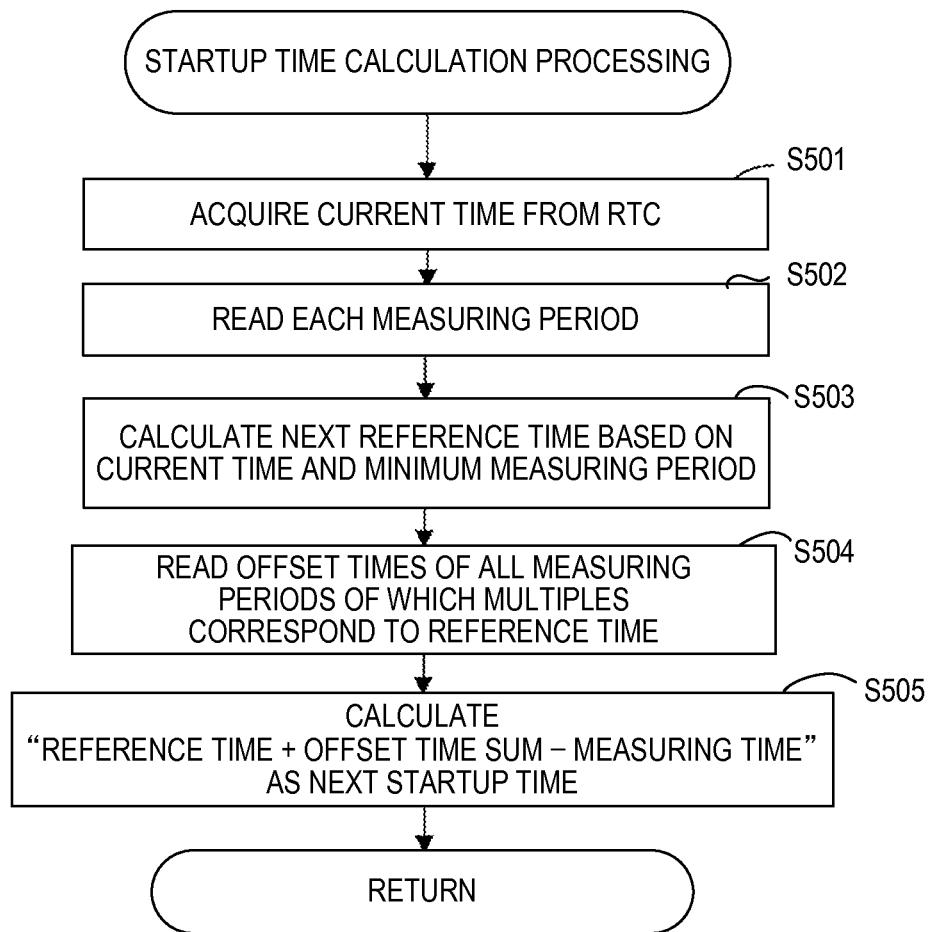 STARTUP TIME CALCULATION PROCESSING
S501
ACQUIRE CURRENT TIME FROM RTC
S502
READ EACH MEASURING PERIOD
S503
CALCULATE NEXT REFERENCE TIME BASED ON
CURRENT TIME AND MINIMUM MEASURING PERIOD
S504
READ OFFSET TIMES OF ALL MEASURING
PERIODS OF WHICH MULTIPLES
CORRESPOND TO REFERENCE TIME
S505
CALCULATE
“REFERENCE TIME + OFFSET TIME SUM – MEASURING TIME”
AS NEXT STARTUP TIME
RETURN